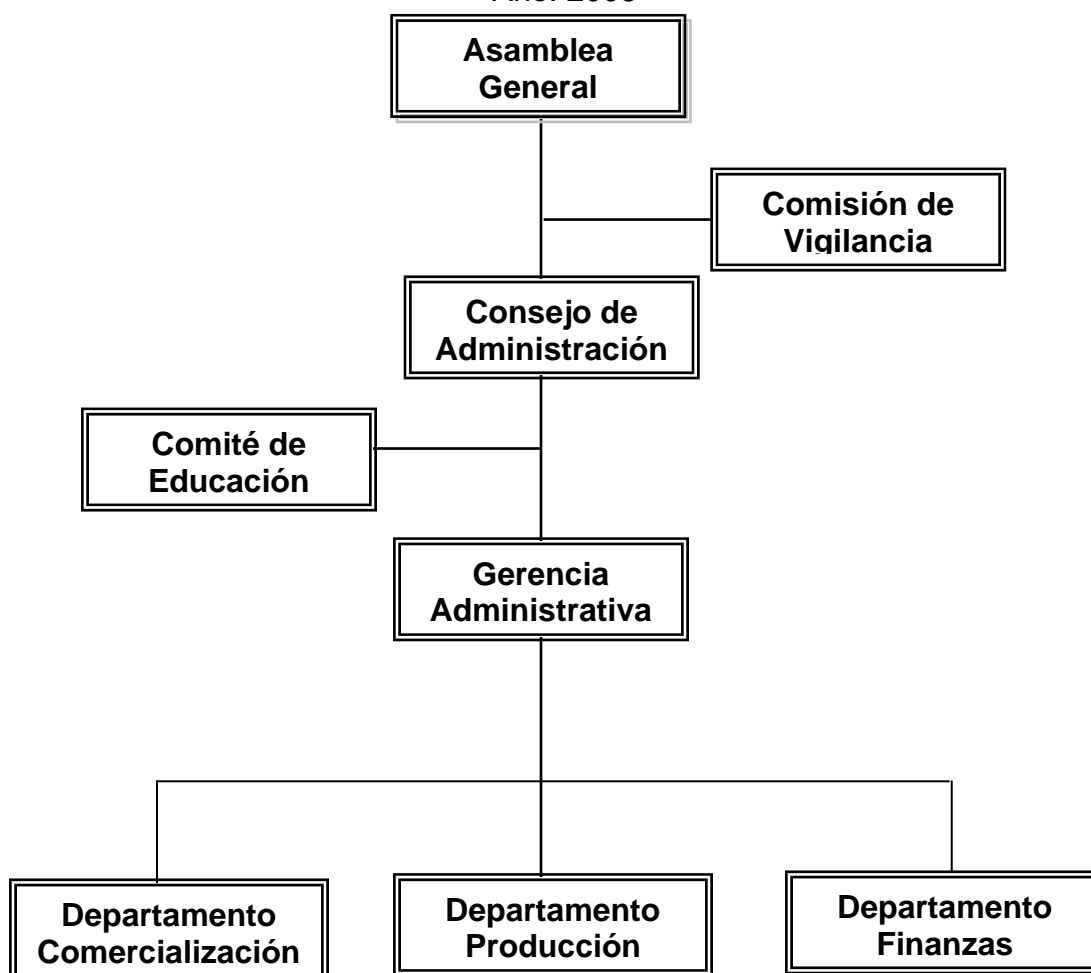 Asamblea
General
Comisión de
Vigilancia
Consejo de
Administración
Comité de
Educación
Gerencia
Administrativa
Departamento
Comercialización
Departamento
Producción
Departamento
Finanzas